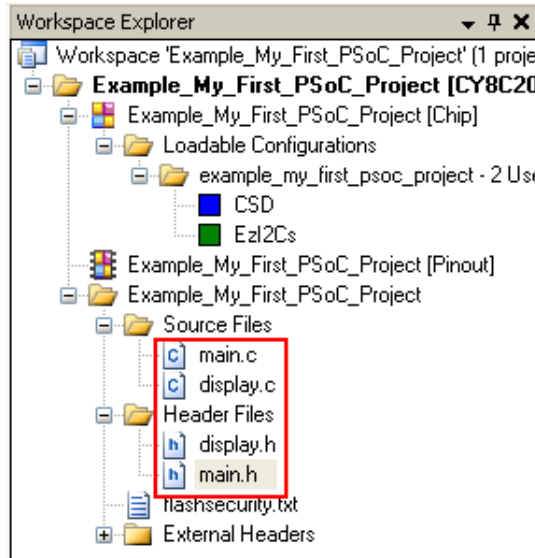 Workspace Explorer
Workspace 'Example_My_First_PSoC_Project' (1 proje
Example_My_First_PSoC_Project [CY8C20
Example_My_First_PSoC_Project [Chip]
Loadable Configurations
example_my_first_psoc_project - 2 Use
CSD
EzI2Cs
Example_My_First_PSoC_Project [Pinout]
Example_My_First_PSoC_Project
Source Files
main.c
display.c
Header Files
display.h
main.h
flashsecurity.txt
External Headers